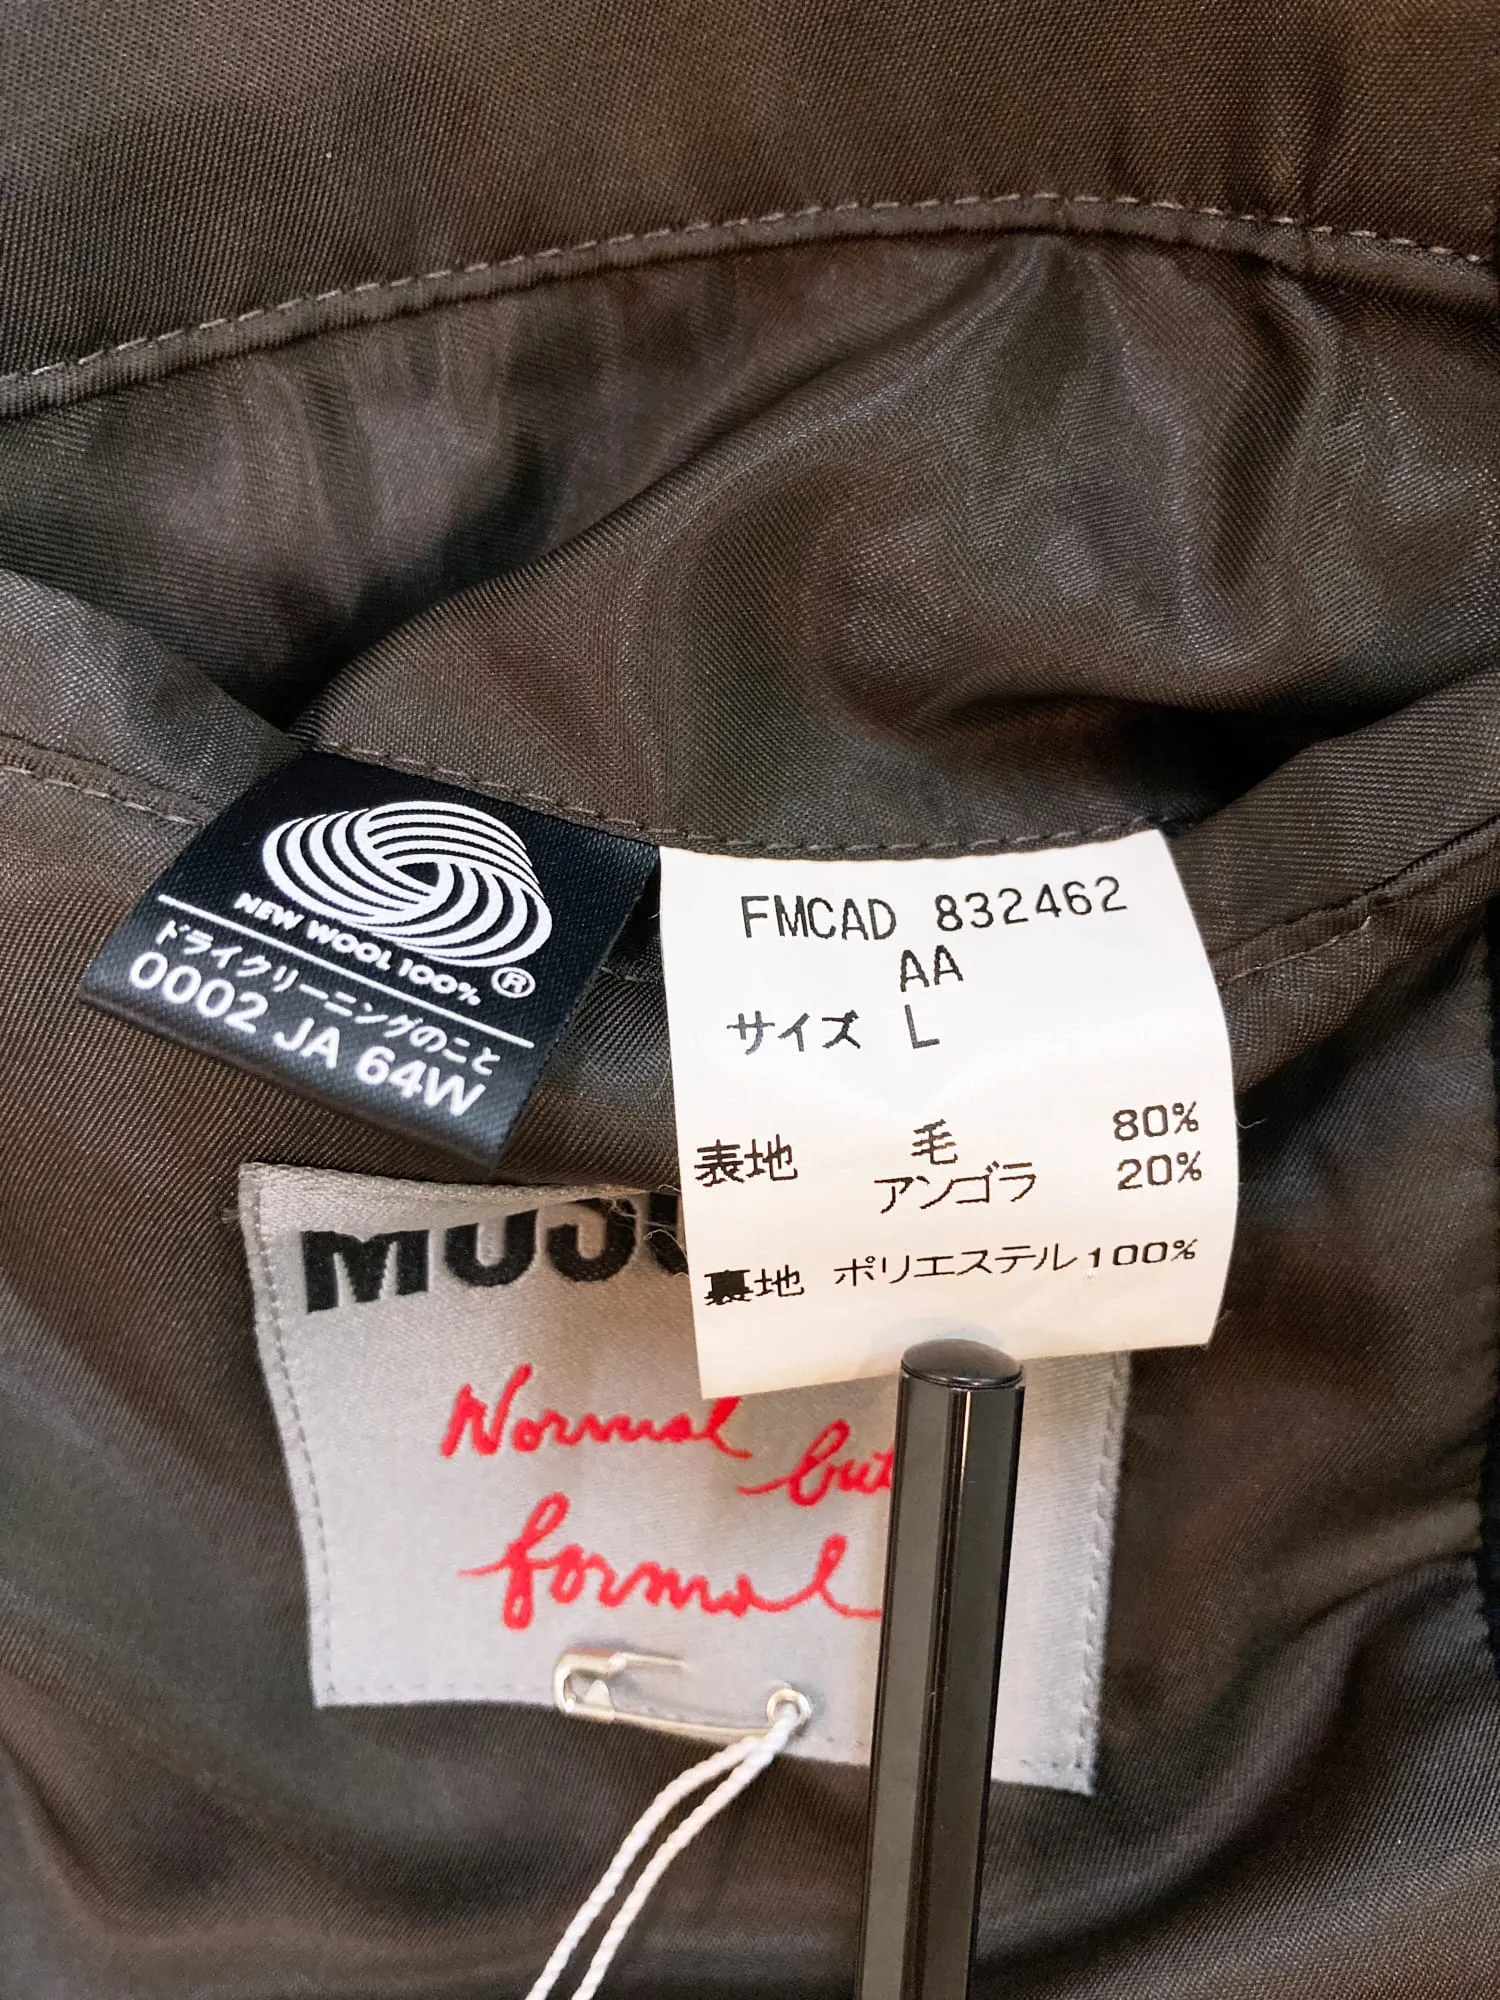 NEW WOOL 100% ®
ドライクリーニングのこと
0002 JA 64W
FMCAD 832462
AA
サイズ L
表地 毛 80%
アンゴラ 20%
裏地 ポリエステル 100%
Normal but
formal